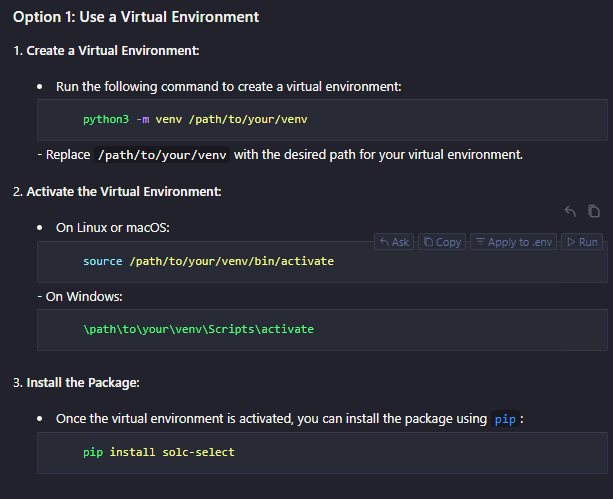 Option 1: Use a Virtual Environment
1. Create a Virtual Environment:
• Run the following command to create a virtual environment:
python3 -m venv /path/to/your/venv
- Replace /path/to/your/venv with the desired path for your virtual environment.
2. Activate the Virtual Environment:
• On Linux or macOS:
Ask Copy Apply to .env Run
source /path/to/your/venv/bin/activate
- On Windows:
\path\to\your\venv\Scripts\activate
3. Install the Package:
• Once the virtual environment is activated, you can install the package using pip :
pip install solc-select